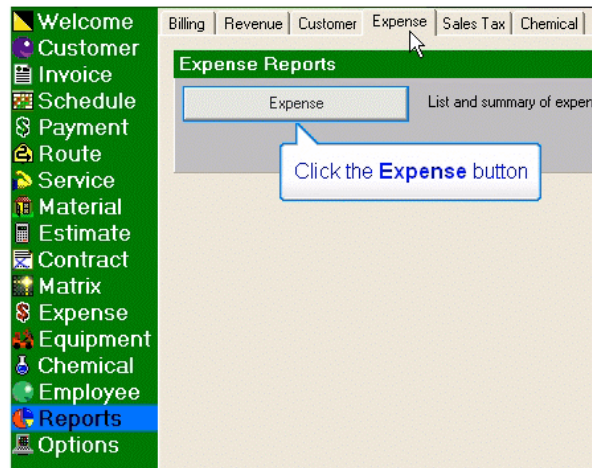 Welcome
Customer
Invoice
Schedule
Payment
Route
Service
Material
Estimate
Contract
Matrix
Expense
Equipment
Chemical
Employee
Reports
Options
Billing Revenue Customer Expense Sales Tax Chemical
Expense Reports
Expense List and summary of expen
Click the Expense button